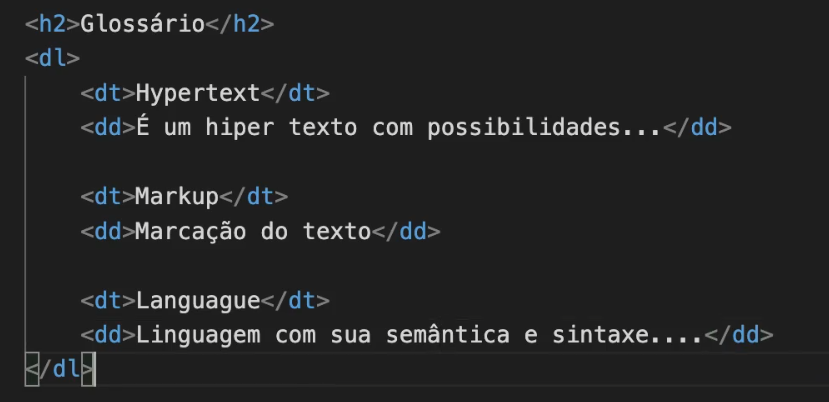 <h2>Glossário</h2>
<dl>
<dt>Hypertext</dt>
<dd>É um hiper texto com possibilidades...</dd>
<dt>Markup</dt>
<dd>Marcação do texto</dd>
<dt>Languague</dt>
<dd>Linguagem com sua semântica e sintaxe....</dd>
</dl>